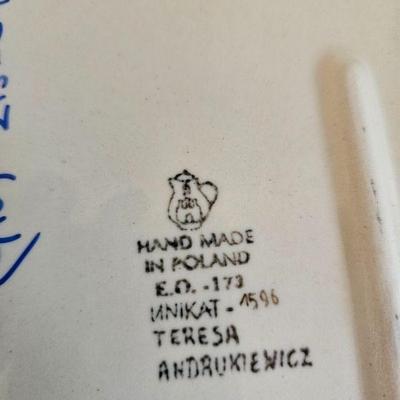 HAND MADE
IN POLAND
E.O. -173
UNIKAT - 1596
TERESA
ANDRUKIEWICZ